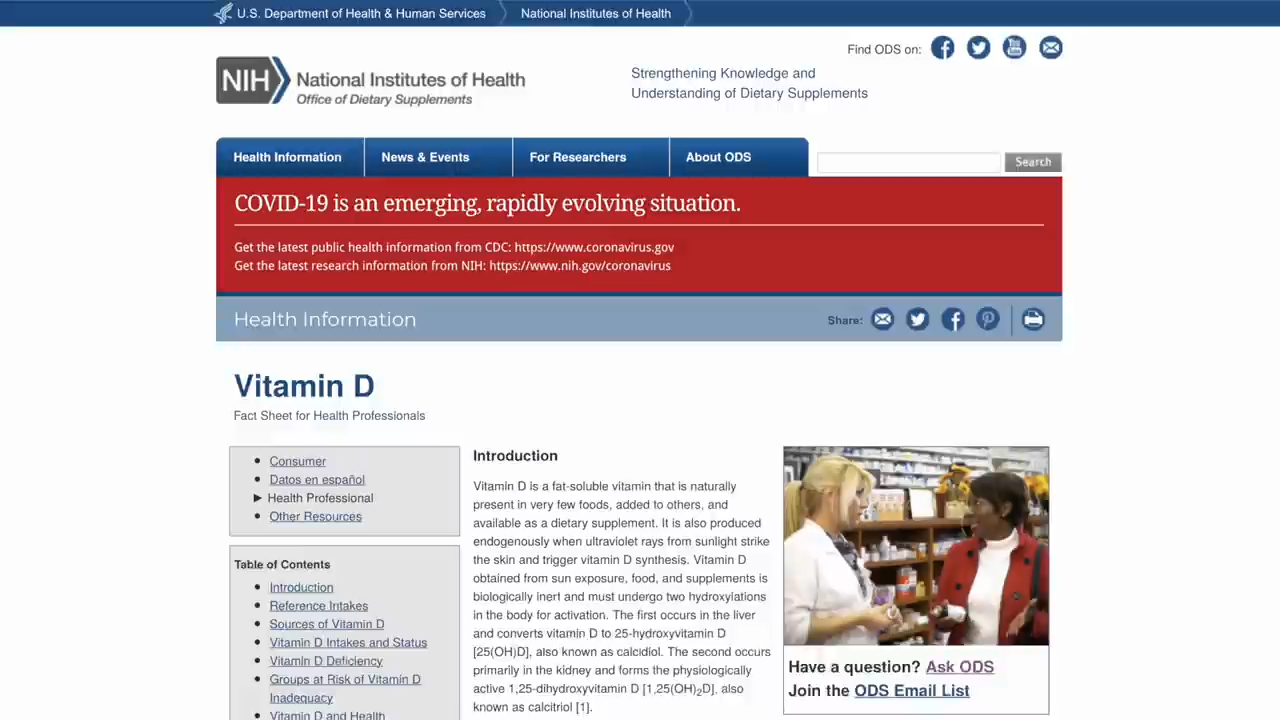 U.S. Department of Health & Human Services
National Institutes of Health
Find ODS on:
You Tube
NIH
National Institutes of Health
Office of Dietary Supplements
Strengthening Knowledge and
Understanding of Dietary Supplements
Health Information
News & Events
For Researchers
About ODS
Search
COVID-19 is an emerging, rapidly evolving situation.
Get the latest public health information from CDC: https://www.coronavirus.gov
Get the latest research information from NIH: https://www.nih.gov/coronavirus
Health Information
Share:
Vitamin D
Fact Sheet for Health Professionals
Consumer
Datos en español
Health Professional
Other Resources
Table of Contents
Introduction
Reference Intakes
Sources of Vitamin D
Vitamin D Intakes and Status
Vitamin D Deficiency
Groups at Risk of Vitamin D
Inadequacy
Vitamin D and Health
Introduction
Vitamin D is a fat-soluble vitamin that is naturally
present in very few foods, added to others, and
available as a dietary supplement. It is also produced
endogenously when ultraviolet rays from sunlight strike
the skin and trigger vitamin D synthesis. Vitamin D
obtained from sun exposure, food, and supplements is
biologically inert and must undergo two hydroxylations
in the body for activation. The first occurs in the liver
and converts vitamin D to 25-hydroxyvitamin D
[25(OH)D], also known as calcidiol. The second occurs
primarily in the kidney and forms the physiologically
active 1,25-dihydroxyvitamin D [1,25(OH)₂D], also
known as calcitriol [1].
Have a question? Ask ODS
Join the ODS Email List